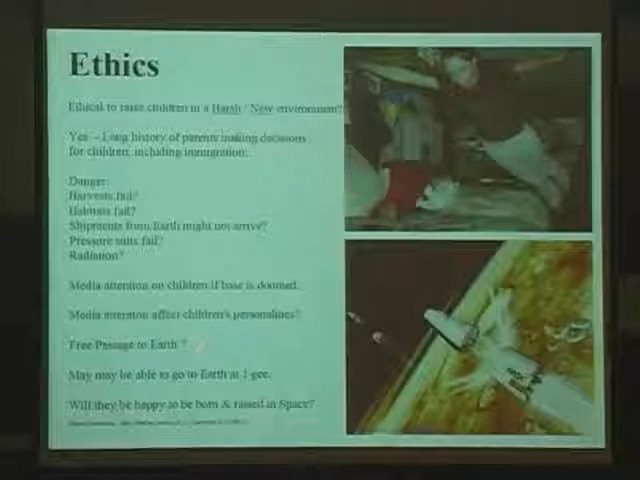 Ethics
Ethical to raise children in a Harsh / New environment?
Yes - Long history of parents making decisions
for children, including immigration.
Danger:
Harvests fail?
Habitats fail?
Shipments from Earth might not arrive?
Pressure suits fail?
Radiation?
Media attention on children if base is doomed.
Media attention affect children's personalities?
Free Passage to Earth ?
May may be able to go to Earth at 1 gee.
Will they be happy to be born & raised in Space?